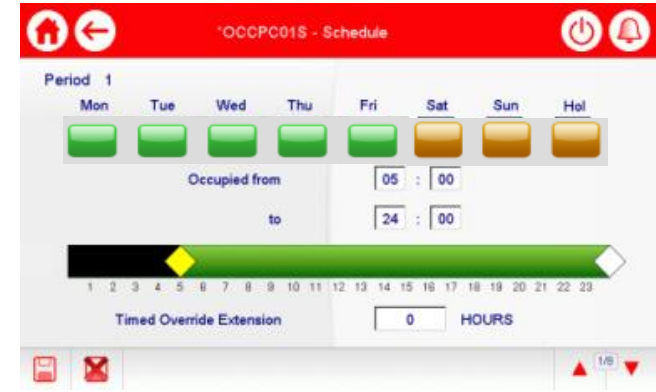 °OCCPC01S - Schedule
Period 1
Mon Tue Wed Thu Fri Sat Sun Hol
Occupied from 05 : 00
to 24 : 00
1 2 3 4 5 6 7 8 9 10 11 12 13 14 15 16 17 18 19 20 21 22 23
Timed Override Extension 0 HOURS
1/8